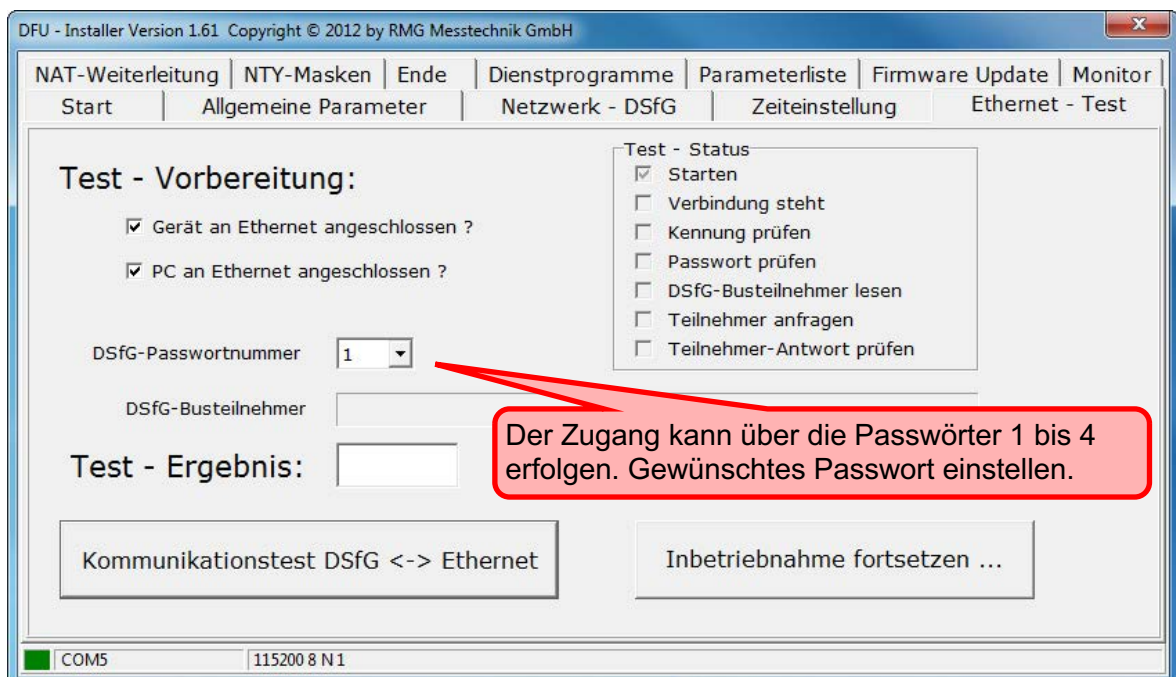 DFU - Installer Version 1.61 Copyright © 2012 by RMG Messtechnik GmbH
NAT-Weiterleitung NTY-Masken Ende Dienstprogramme Parameterliste Firmware Update Monitor
Start Allgemeine Parameter Netzwerk - DSfG Zeiteinstellung Ethernet - Test
Test - Vorbereitung:
Gerät an Ethernet angeschlossen ?
PC an Ethernet angeschlossen ?
Test - Status
Starten
Verbindung steht
Kennung prüfen
Passwort prüfen
DSfG-Busteilnehmer lesen
Teilnehmer anfragen
Teilnehmer-Antwort prüfen
DSfG-Passwortnummer 1
DSfG-Busteilnehmer
Der Zugang kann über die Passwörter 1 bis 4
erfolgen. Gewünschtes Passwort einstellen.
Test - Ergebnis:
Kommunikationstest DSfG <-> Ethernet
Inbetriebnahme fortsetzen ...
COM5 115200 8 N 1